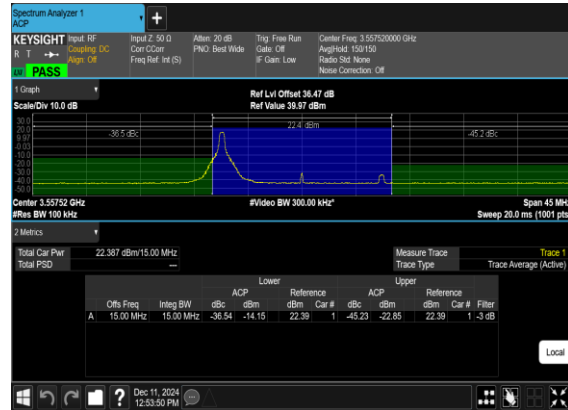 Spectrum Analyzer 1
ACP
+
KEYSIGHT Input: RF Input Z: 50 Ω Atten: 20 dB Trig: Free Run Center Freq: 3.557520000 GHz
R T Coupling: DC Corr CCorr PNO: Best Wide Gate: Off Avg|Hold: 150/150
Align: Off Freq Ref: Int (S) IF Gain: Low Radio Std: None
LW PASS Noise Correction: Off
1 Graph
Ref Lvl Offset 36.47 dB
Scale/Div 10.0 dB Ref Value 39.97 dBm
30.0
20.0 22.4 dBm
9.97 -36.5 dBc -45.2 dBc
-0.03
-10.0
-20.0
-30.0
-40.0
-50.0
Center 3.55752 GHz #Video BW 300.00 kHz* Span 45 MHz
#Res BW 100 kHz Sweep 20.0 ms (1001 pts
2 Metrics
Total Car Pwr 22.387 dBm/15.00 MHz Measure Trace Trace 1
Total PSD --- Trace Type Trace Average (Active)
Lower Upper
ACP Reference ACP Reference
Offs Freq Integ BW dBc dBm dBm Car # dBc dBm dBm Car # Filter
A 15.00 MHz 15.00 MHz -36.54 -14.15 22.39 1 -45.23 -22.85 22.39 1 -3 dB
Local
? Dec 11, 2024
12:53:50 PM